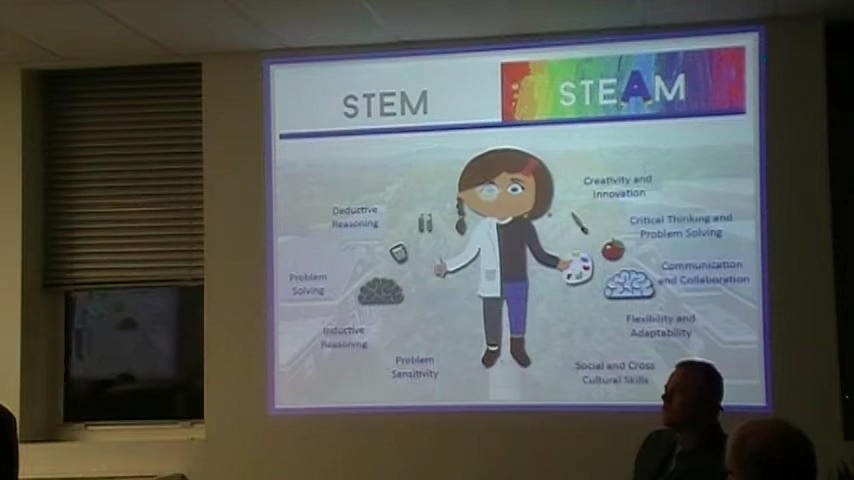 STEM
STEAM
Deductive
Reasoning
Problem
Solving
Inductive
Reasoning
Problem
Sensitivity
Creativity and
Innovation
Critical Thinking and
Problem Solving
Communication
and Collaboration
Flexibility and
Adaptability
Social and Cross
Cultural Skills